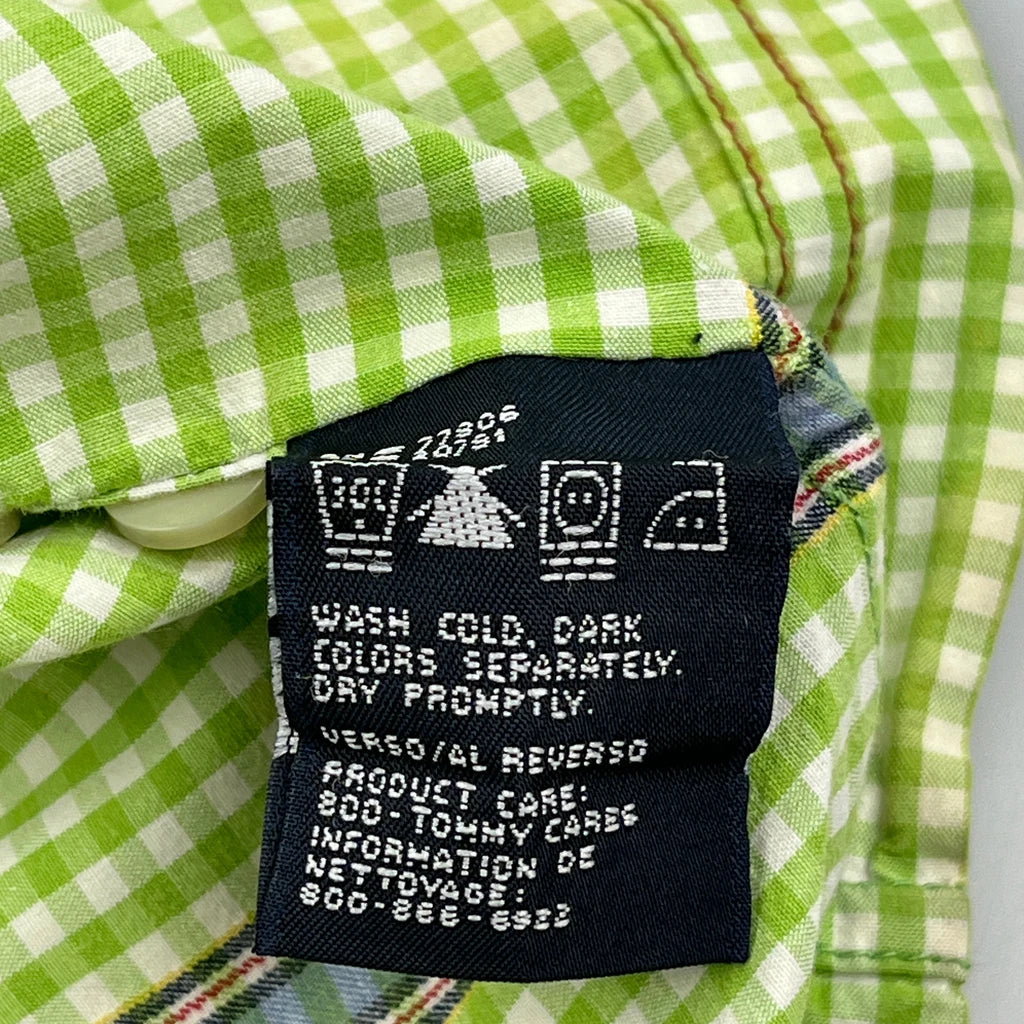 WASH COLD. DARK
COLORS SEPARATELY.
DRY PROMPTLY.
VERSO/AL REVERSO
PRODUCT CARE:
800-TOMMY CARES
INFORMATION DE
NETTOYAGE:
800-866-6922